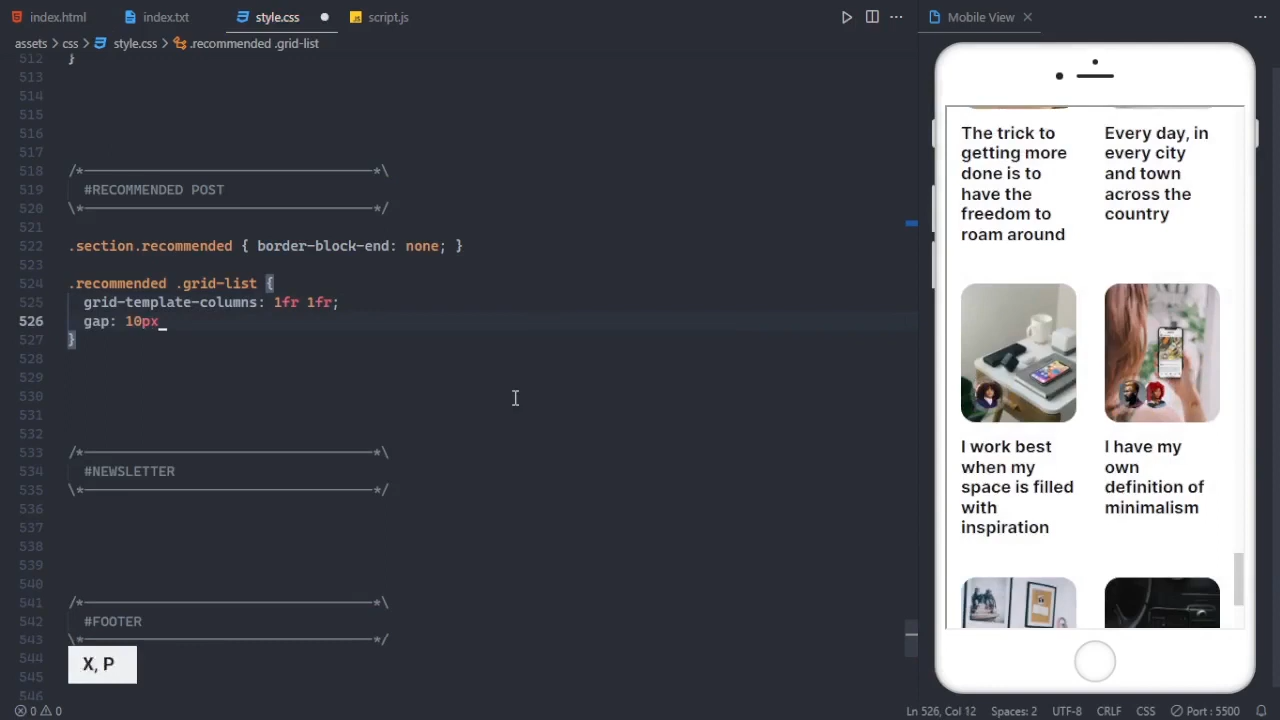 index.html
index.txt
style.css
script.js
Mobile View
assets > css > style.css > .recommended .grid-list
512 }
513
514
515
516
517
518 /*——————————————————*\
519 #RECOMMENDED POST
520 \*——————————————————*/
521
522 .section.recommended { border-block-end: none; }
523
524 .recommended .grid-list {
525 grid-template-columns: 1fr 1fr;
526 gap: 10px
527 }
528
529
530
531
532
533 /*——————————————————*\
534 #NEWSLETTER
535 \*——————————————————*/
536
537
538
539
540
541 /*——————————————————*\
542 #FOOTER
543 \*——————————————————*/
544
545
546
X, P
The trick to
getting more
done is to
have the
freedom to
roam around
Every day, in
every city
and town
across the
country
I work best
when my
space is filled
with
inspiration
I have my
own
definition of
minimalism
0 0
Ln 526, Col 12 Spaces: 2 UTF-8 CRLF CSS Port : 5500